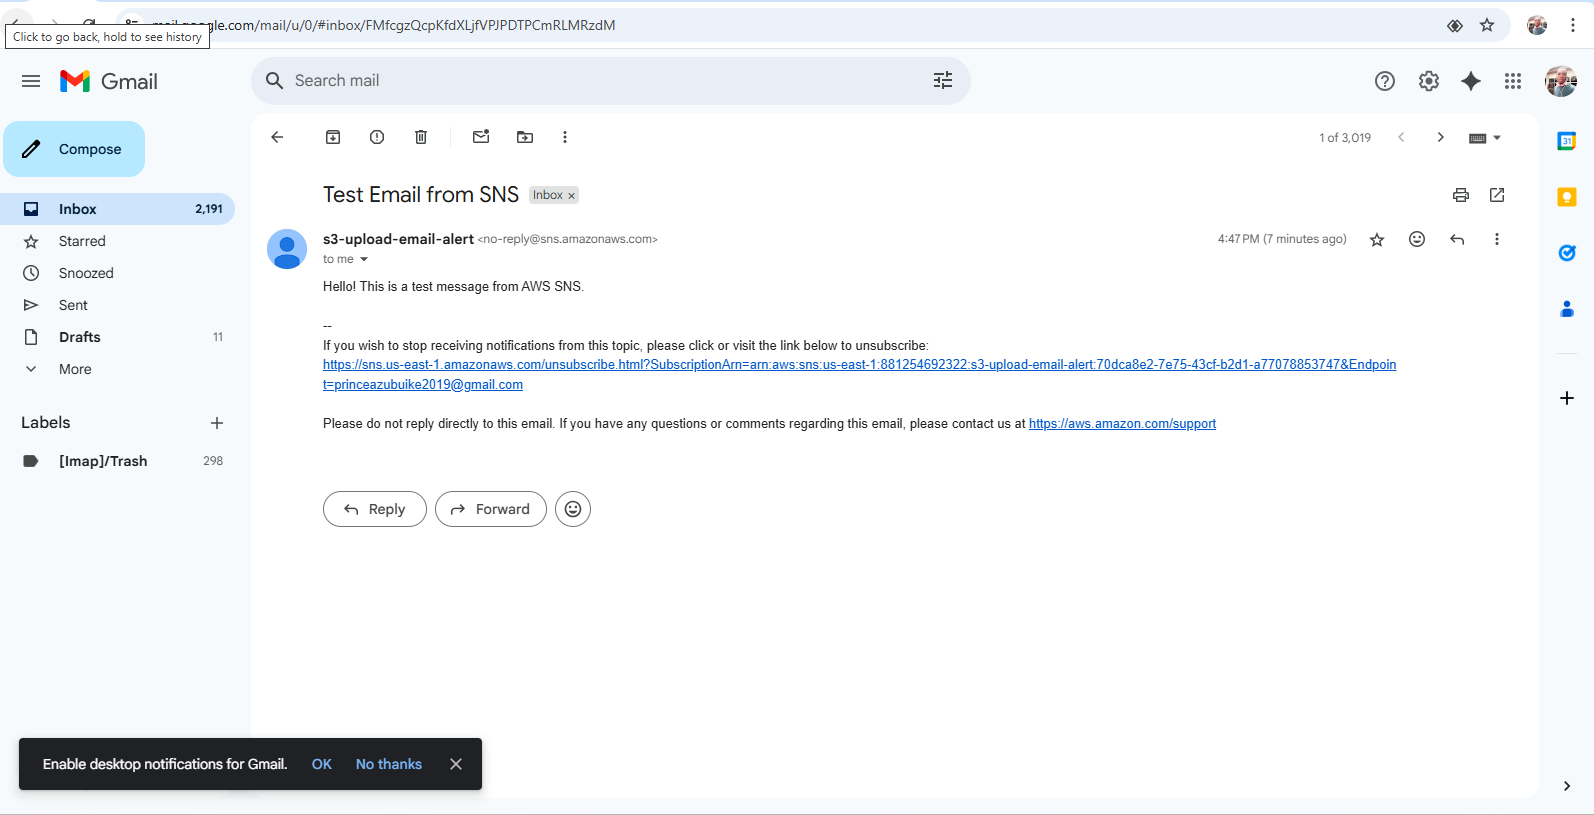 mail.google.com/mail/u/0/#inbox/FMfcgzQcpKfdXLjfVPJPDTPCmRLMRzdM
Click to go back, hold to see history
Gmail
Search mail
Compose
1 of 3,019
31
Inbox 2,191
Starred
Snoozed
Sent
Drafts 11
More
Labels
[Imap]/Trash 298
Test Email from SNS Inbox ×
s3-upload-email-alert <no-reply@sns.amazonaws.com> 4:47 PM (7 minutes ago)
to me
Hello! This is a test message from AWS SNS.
--
If you wish to stop receiving notifications from this topic, please click or visit the link below to unsubscribe:
https://sns.us-east-1.amazonaws.com/unsubscribe.html?SubscriptionArn=arn:aws:sns:us-east-1:881254692322:s3-upload-email-alert:70dca8e2-7e75-43cf-b2d1-a77078853747&Endpoin
t=princeazubuike2019@gmail.com
Please do not reply directly to this email. If you have any questions or comments regarding this email, please contact us at https://aws.amazon.com/support
Reply
Forward
Enable desktop notifications for Gmail. OK No thanks